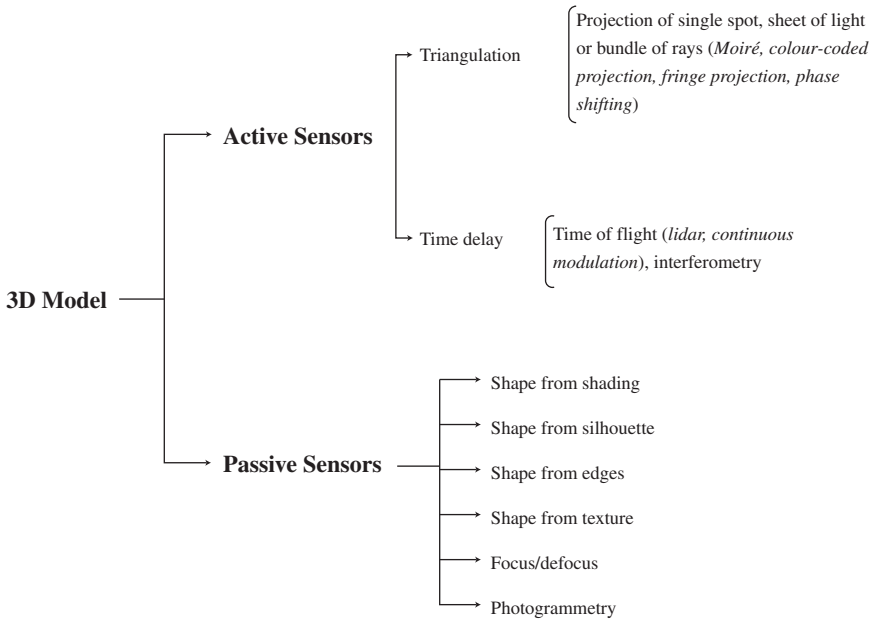 3D Model
Active Sensors
Triangulation
Projection of single spot, sheet of light
or bundle of rays (Moiré, colour-coded
projection, fringe projection, phase
shifting)
Time delay
Time of flight (lidar, continuous
modulation), interferometry
Passive Sensors
Shape from shading
Shape from silhouette
Shape from edges
Shape from texture
Focus/defocus
Photogrammetry